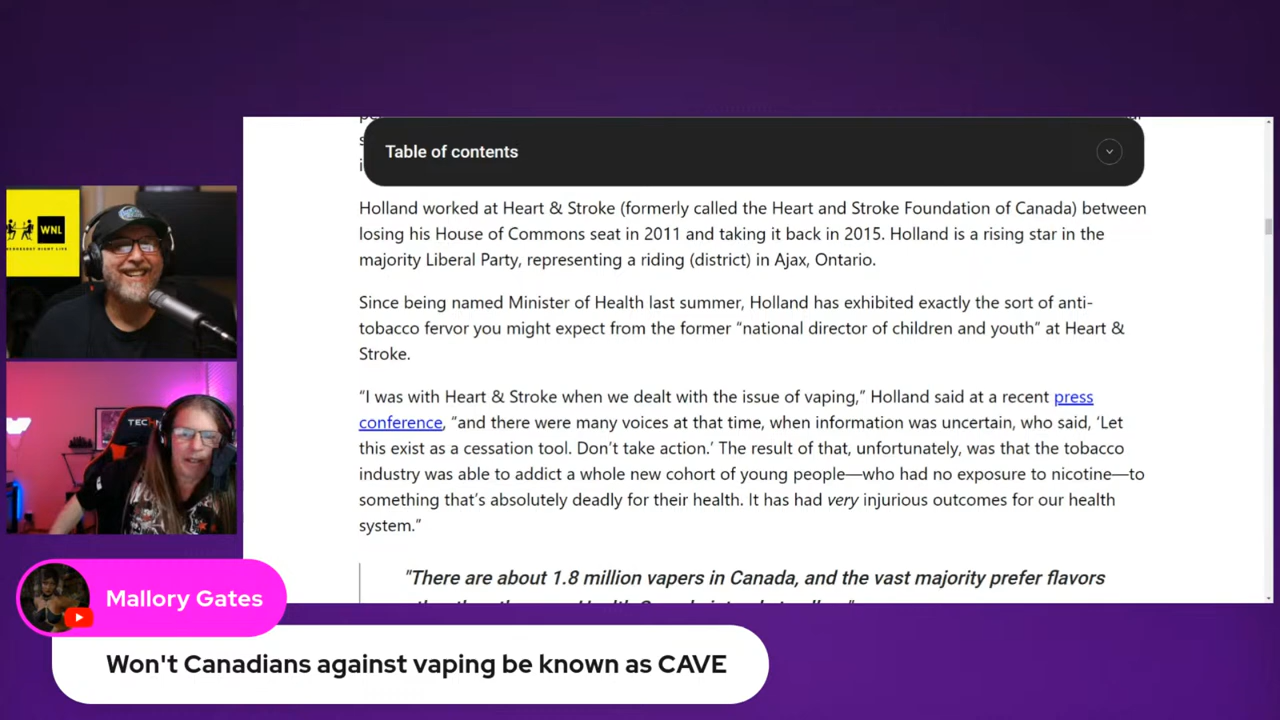 Table of contents
Holland worked at Heart & Stroke (formerly called the Heart and Stroke Foundation of Canada) between
losing his House of Commons seat in 2011 and taking it back in 2015. Holland is a rising star in the
majority Liberal Party, representing a riding (district) in Ajax, Ontario.
Since being named Minister of Health last summer, Holland has exhibited exactly the sort of anti-
tobacco fervor you might expect from the former “national director of children and youth” at Heart &
Stroke.
“I was with Heart & Stroke when we dealt with the issue of vaping,” Holland said at a recent press
conference, “and there were many voices at that time, when information was uncertain, who said, ‘Let
this exist as a cessation tool. Don’t take action.’ The result of that, unfortunately, was that the tobacco
industry was able to addict a whole new cohort of young people—who had no exposure to nicotine—to
something that’s absolutely deadly for their health. It has had very injurious outcomes for our health
system.“
"There are about 1.8 million vapers in Canada, and the vast majority prefer flavors
WNL
TECH
Mallory Gates
Won't Canadians against vaping be known as CAVE